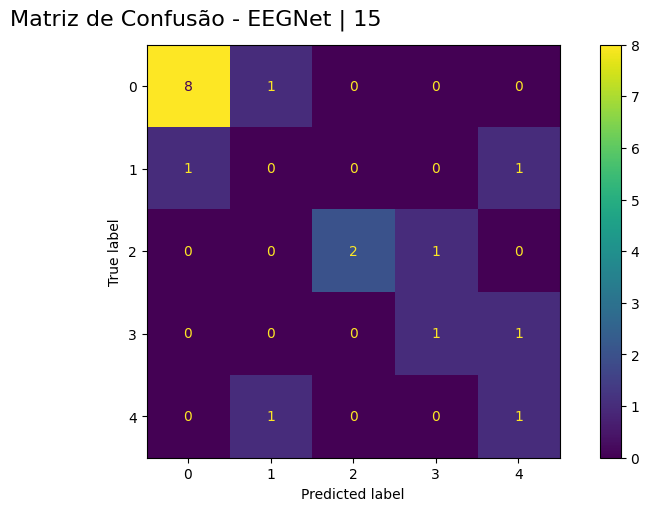 Matriz de Confusão - EEGNet | 15
True label
0 8 1 0 0 0
1 1 0 0 0 1
2 0 0 2 1 0
3 0 0 0 1 1
4 0 1 0 0 1
0 1 2 3 4
Predicted label
8
7
6
5
4
3
2
1
0